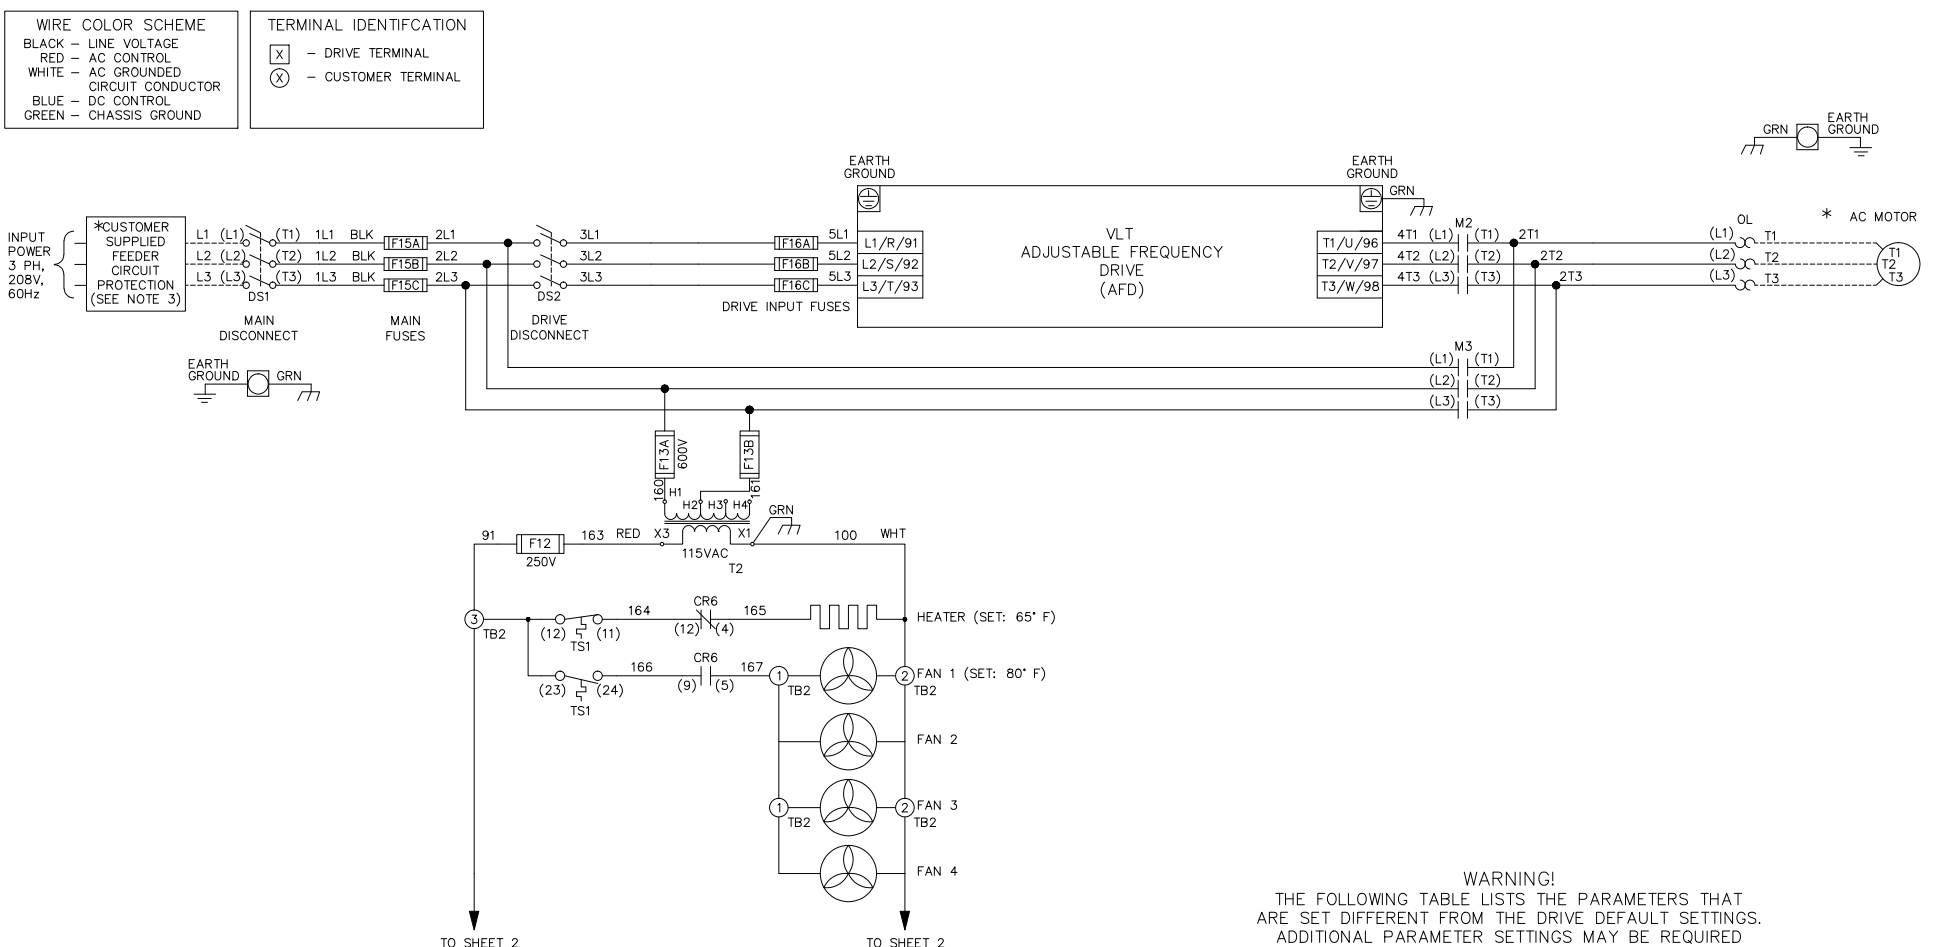 WIRE COLOR SCHEME
BLACK – LINE VOLTAGE
RED – AC CONTROL
WHITE – AC GROUNDED
CIRCUIT CONDUCTOR
BLUE – DC CONTROL
GREEN – CHASSIS GROUND
TERMINAL IDENTIFCATION
X – DRIVE TERMINAL
X – CUSTOMER TERMINAL
GRN
EARTH
GROUND
INPUT
POWER
3 PH,
208V,
60Hz
*CUSTOMER
SUPPLIED
FEEDER
CIRCUIT
PROTECTION
(SEE NOTE 3)
L1 (L1) (T1) 1L1 BLK F15A 2L1 3L1 F16A 5L1 L1/R/91
L2 (L2) (T2) 1L2 BLK F15B 2L2 3L2 F16B 5L2 L2/S/92
L3 (L3) (T3) 1L3 BLK F15C 2L3 3L3 F16C 5L3 L3/T/93
DS1
DS2
MAIN
DISCONNECT
MAIN
FUSES
DRIVE
DISCONNECT
DRIVE INPUT FUSES
EARTH
GROUND
VLT
ADJUSTABLE FREQUENCY
DRIVE
(AFD)
EARTH
GROUND
GRN
M2
OL
* AC MOTOR
T1/U/96 4T1 (L1) (T1) 2T1 (L1) T1
T2/V/97 4T2 (L2) (T2) 2T2 (L2) T2
T3/W/98 4T3 (L3) (T3) 2T3 (L3) T3
T1
T2
T3
M3
(L1) (T1)
(L2) (T2)
(L3) (T3)
EARTH
GROUND GRN
F13A
600V
F13B
160
161
H1
H2 H3 H4
GRN
91 F12 163 RED X3 X1 100 WHT
250V
115VAC
T2
3
TB2
CR6
164 165
(12) (11) (12) (4)
TS1
HEATER (SET: 65° F)
CR6
166 167
(23) (24) (9) (5)
TS1
1
TB2
2
TB2
FAN 1 (SET: 80° F)
FAN 2
1
TB2
2
TB2
FAN 3
FAN 4
TO SHEET 2
TO SHEET 2
WARNING!
THE FOLLOWING TABLE LISTS THE PARAMETERS THAT
ARE SET DIFFERENT FROM THE DRIVE DEFAULT SETTINGS.
ADDITIONAL PARAMETER SETTINGS MAY BE REQUIRED